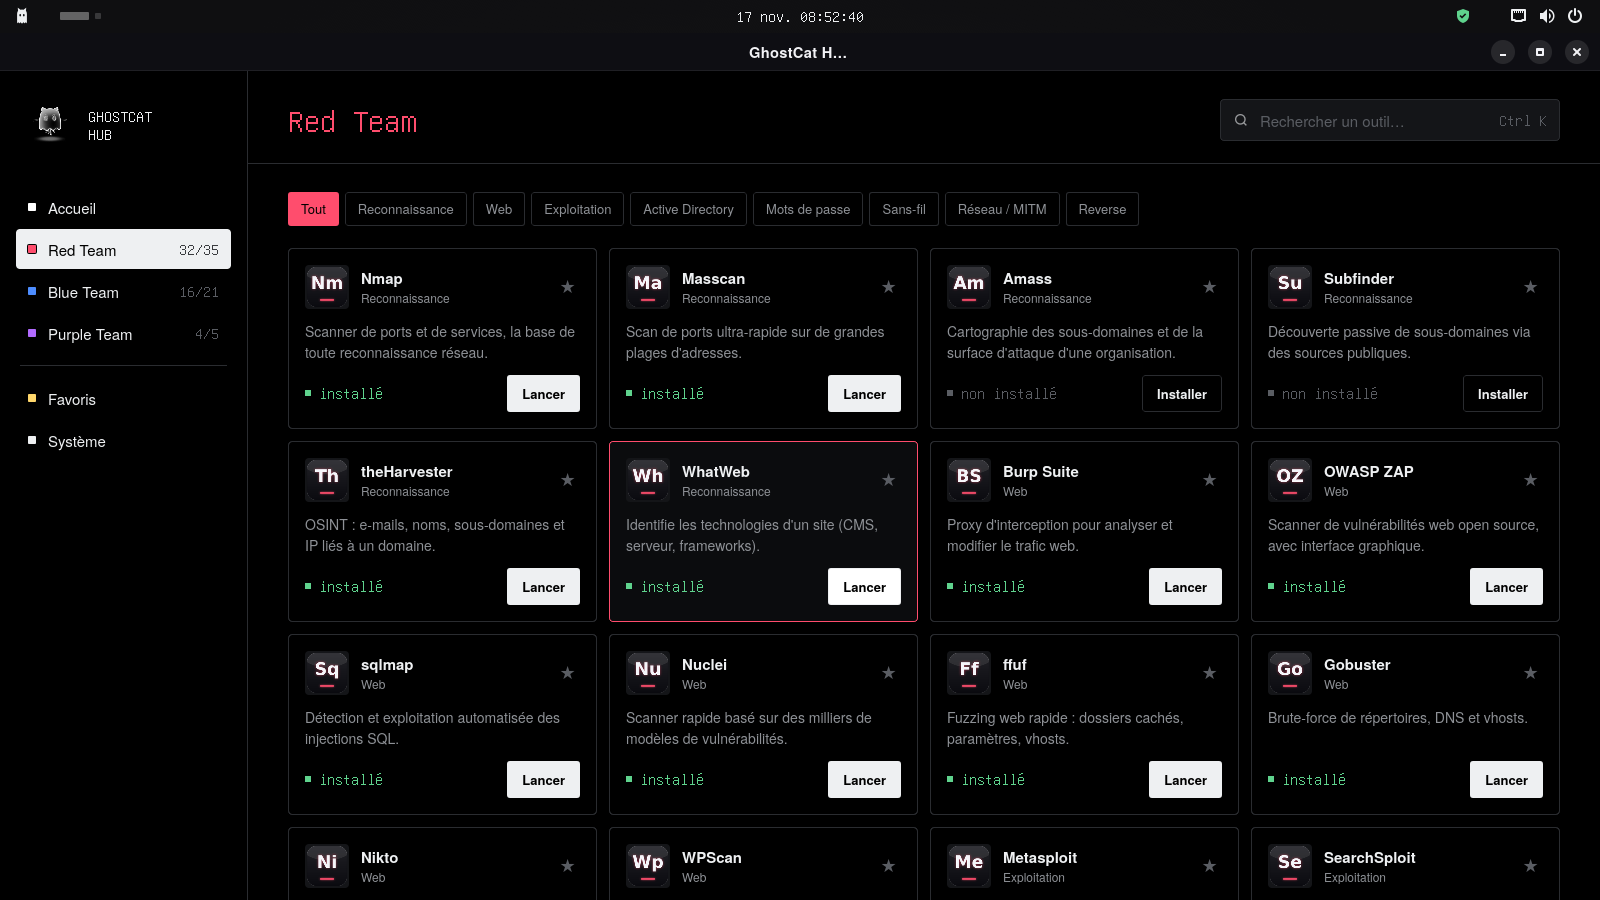 17 nov. 08:52:40
GhostCat H...
GHOSTCAT
HUB
Accueil
Red Team 32/35
Blue Team 16/21
Purple Team 4/5
Favoris
Système
Red Team
Rechercher un outil... Ctrl K
Tout Reconnaissance Web Exploitation Active Directory Mots de passe Sans-fil Réseau / MITM Reverse
Nm
Nmap
Reconnaissance
★
Scanner de ports et de services, la base de
toute reconnaissance réseau.
installé
Lancer
Ma
Masscan
Reconnaissance
★
Scan de ports ultra-rapide sur de grandes
plages d'adresses.
installé
Lancer
Am
Amass
Reconnaissance
★
Cartographie des sous-domaines et de la
surface d'attaque d'une organisation.
non installé
Installer
Su
Subfinder
Reconnaissance
★
Découverte passive de sous-domaines via
des sources publiques.
non installé
Installer
Th
theHarvester
Reconnaissance
★
OSINT : e-mails, noms, sous-domaines et
IP liés à un domaine.
installé
Lancer
Wh
WhatWeb
Reconnaissance
★
Identifie les technologies d'un site (CMS,
serveur, frameworks).
installé
Lancer
BS
Burp Suite
Web
★
Proxy d'interception pour analyser et
modifier le trafic web.
installé
Lancer
OZ
OWASP ZAP
Web
★
Scanner de vulnérabilités web open source,
avec interface graphique.
installé
Lancer
Sq
sqlmap
Web
★
Détection et exploitation automatisée des
injections SQL.
installé
Lancer
Nu
Nuclei
Web
★
Scanner rapide basé sur des milliers de
modèles de vulnérabilités.
installé
Lancer
Ff
ffuf
Web
★
Fuzzing web rapide : dossiers cachés,
paramètres, vhosts.
installé
Lancer
Go
Gobuster
Web
★
Brute-force de répertoires, DNS et vhosts.
installé
Lancer
Ni
Nikto
Web
★
Wp
WPScan
Web
★
Me
Metasploit
Exploitation
★
Se
SearchSploit
Exploitation
★